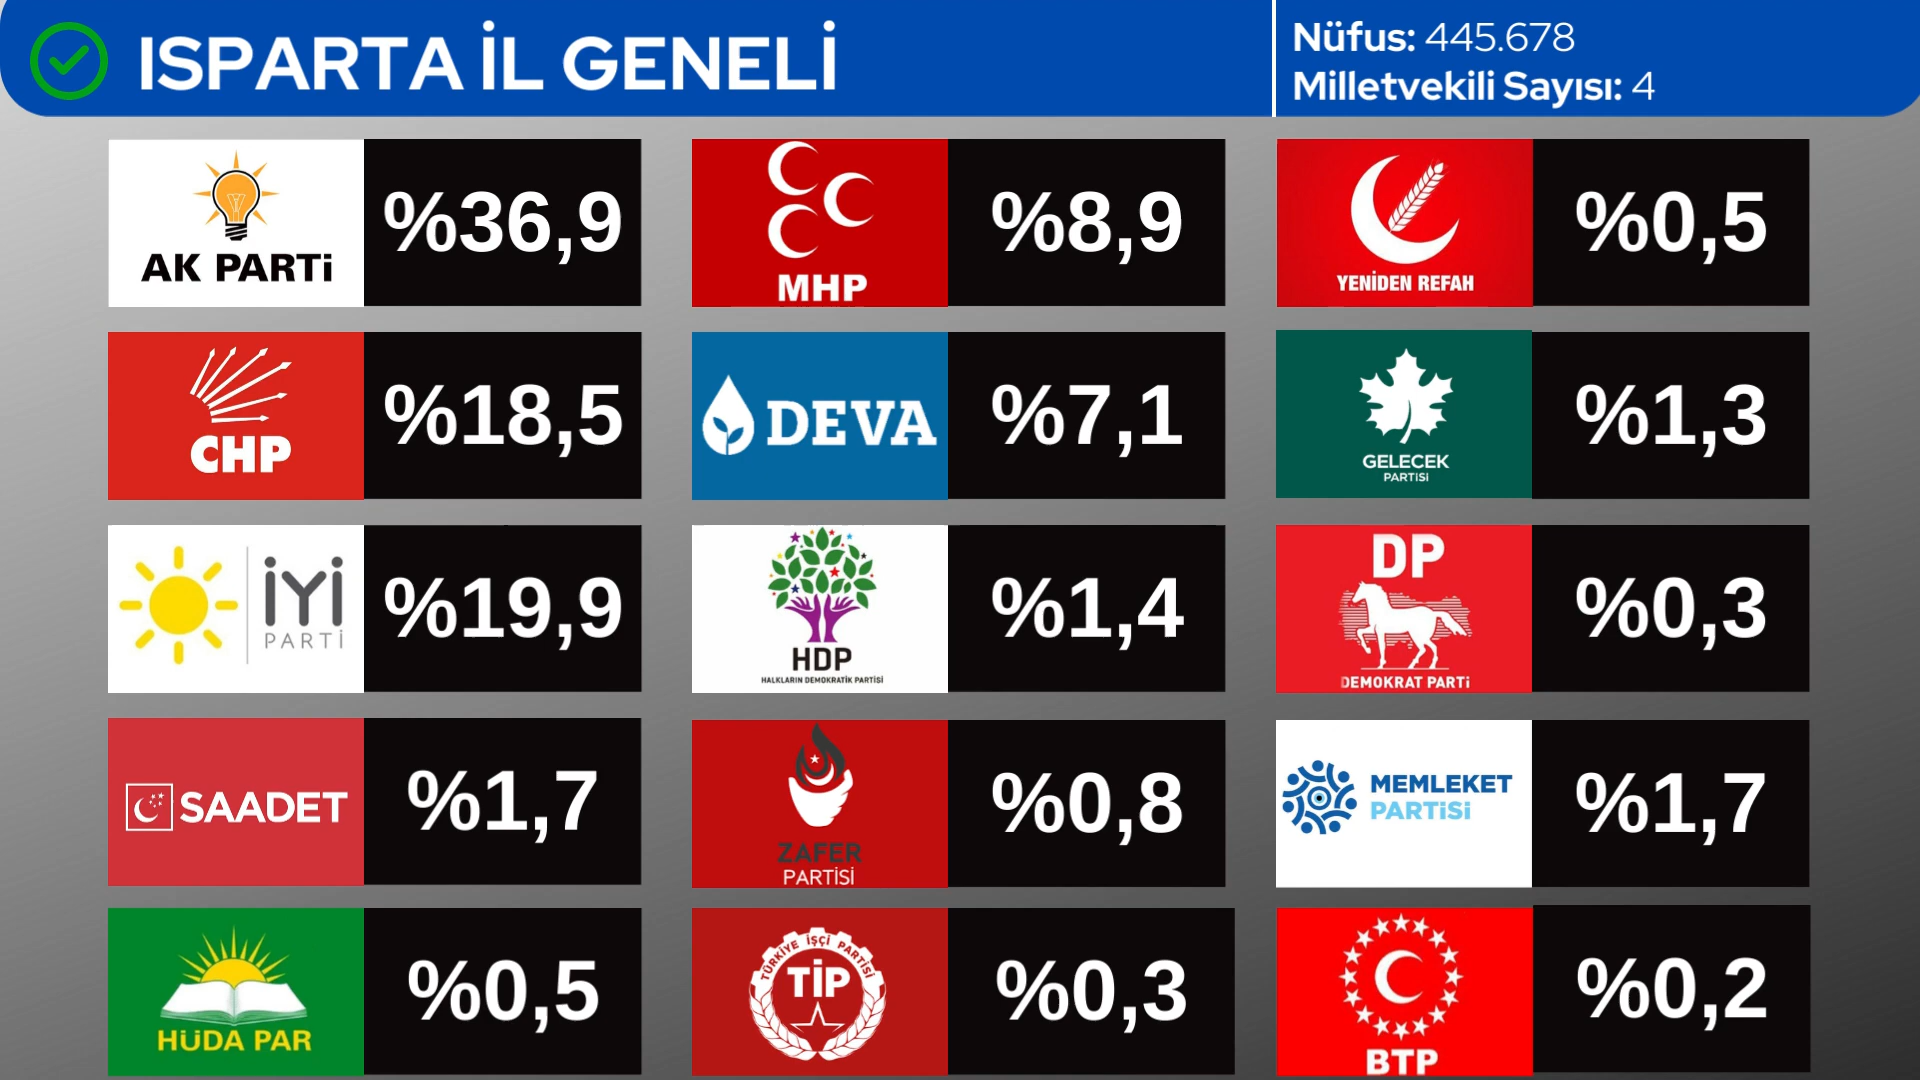 ISPARTA İL GENELİ
Nüfus: 445.678
Milletvekili Sayısı: 4
AK PARTi
%36,9
MHP
%8,9
YENİDEN REFAH
%0,5
CHP
%18,5
DEVA
%7,1
GELECEK
PARTİSİ
%1,3
İYİ
PARTİ
%19,9
HDP
HALKLARIN DEMOKRATİK PARTİSİ
%1,4
DP
DEMOKRAT PARTi
%0,3
SAADET
%1,7
ZAFER
PARTİSİ
%0,8
MEMLEKET
PARTiSi
%1,7
HÜDA PAR
%0,5
TÜRKİYE İŞÇİ PARTİSİ
TİP
%0,3
BTP
%0,2